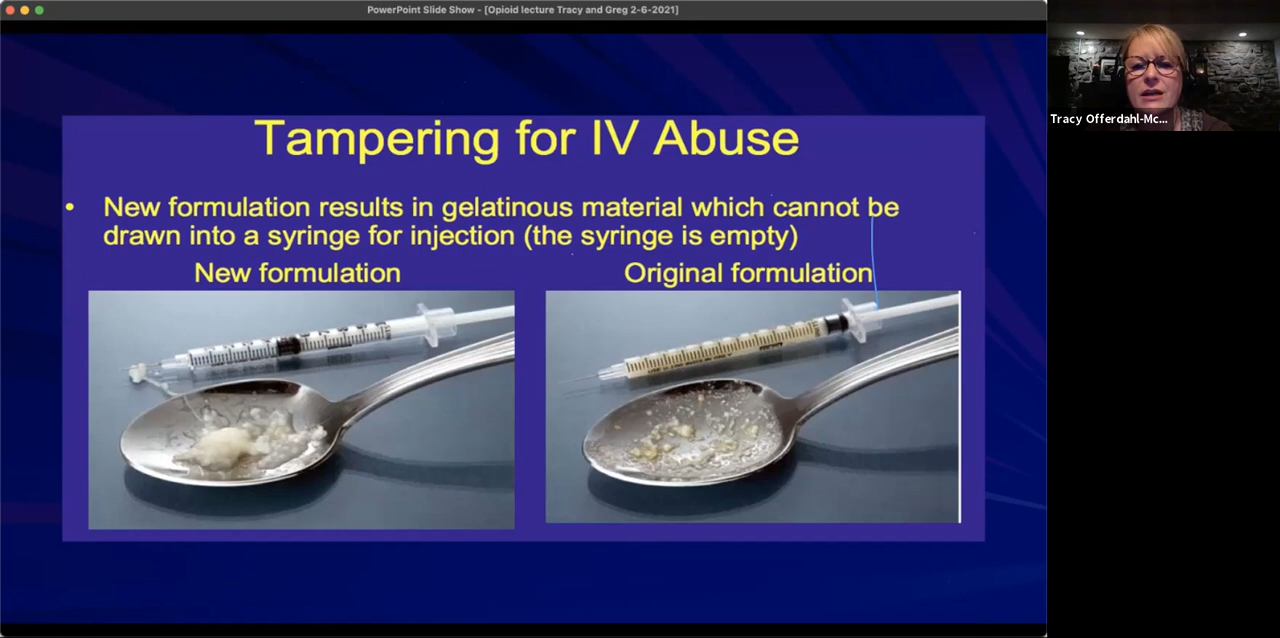 PowerPoint Slide Show - [Opioid lecture Tracy and Greg 2-6-2021]
Tracy Offerdahl-Mc...
Tampering for IV Abuse
• New formulation results in gelatinous material which cannot be
drawn into a syringe for injection (the syringe is empty)
New formulation
Original formulation